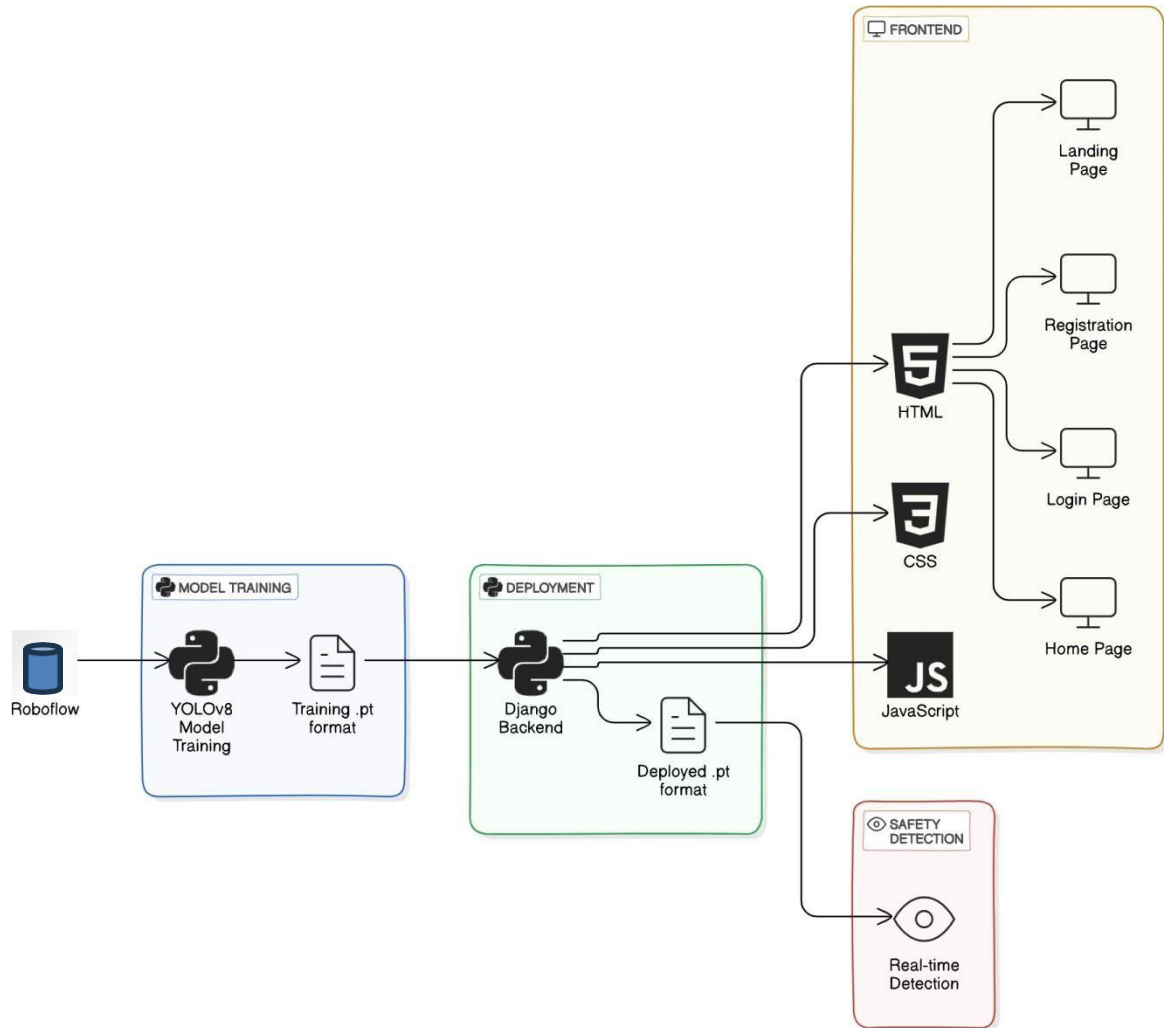 FRONTEND
Landing
Page
Registration
Page
HTML
Login Page
CSS
Home Page
JS
JavaScript
MODEL TRAINING
Roboflow
YOLOv8
Model
Training
Training .pt
format
DEPLOYMENT
Django
Backend
Deployed .pt
format
SAFETY
DETECTION
Real-time
Detection